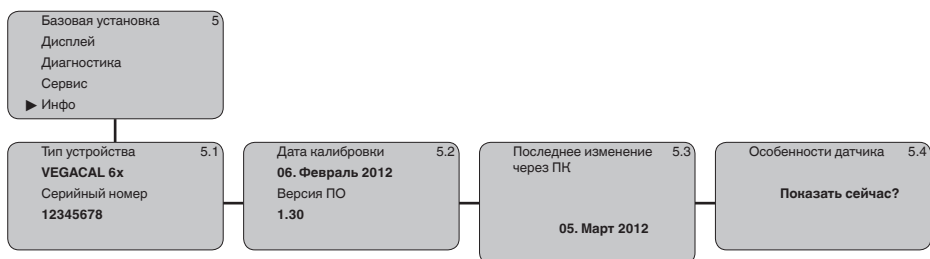 Базовая установка 5
Дисплей
Диагностика
Сервис
▶ Инфо
Тип устройства 5.1
VEGACAL 6x
Серийный номер
12345678
Дата калибровки 5.2
06. Февраль 2012
Версия ПО
1.30
Последнее изменение 5.3
через ПК
05. Март 2012
Особенности датчика 5.4
Показать сейчас?